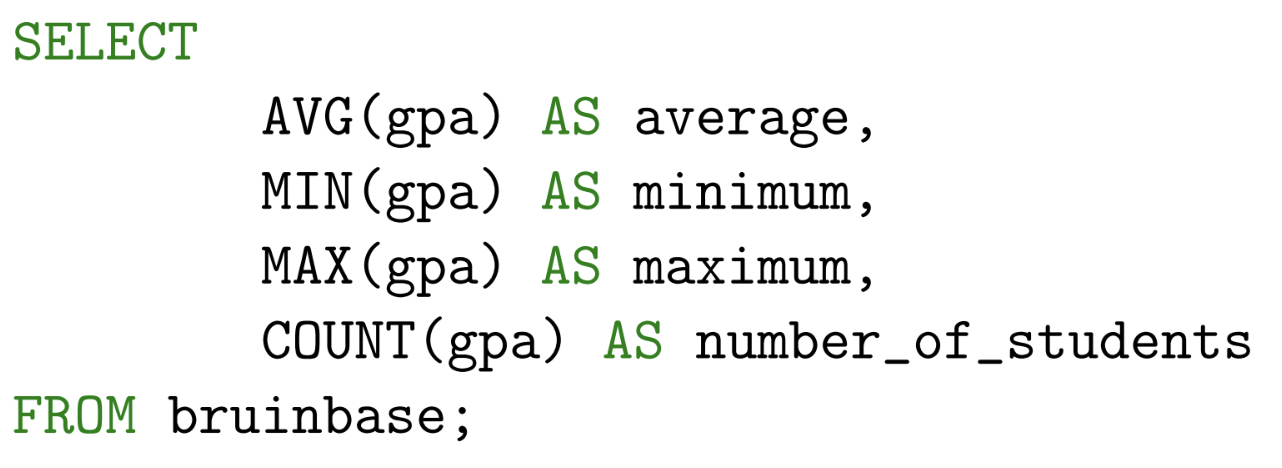 SELECT
AVG(gpa) AS average,
MIN(gpa) AS minimum,
MAX(gpa) AS maximum,
COUNT(gpa) AS number_of_students
FROM bruinbase;